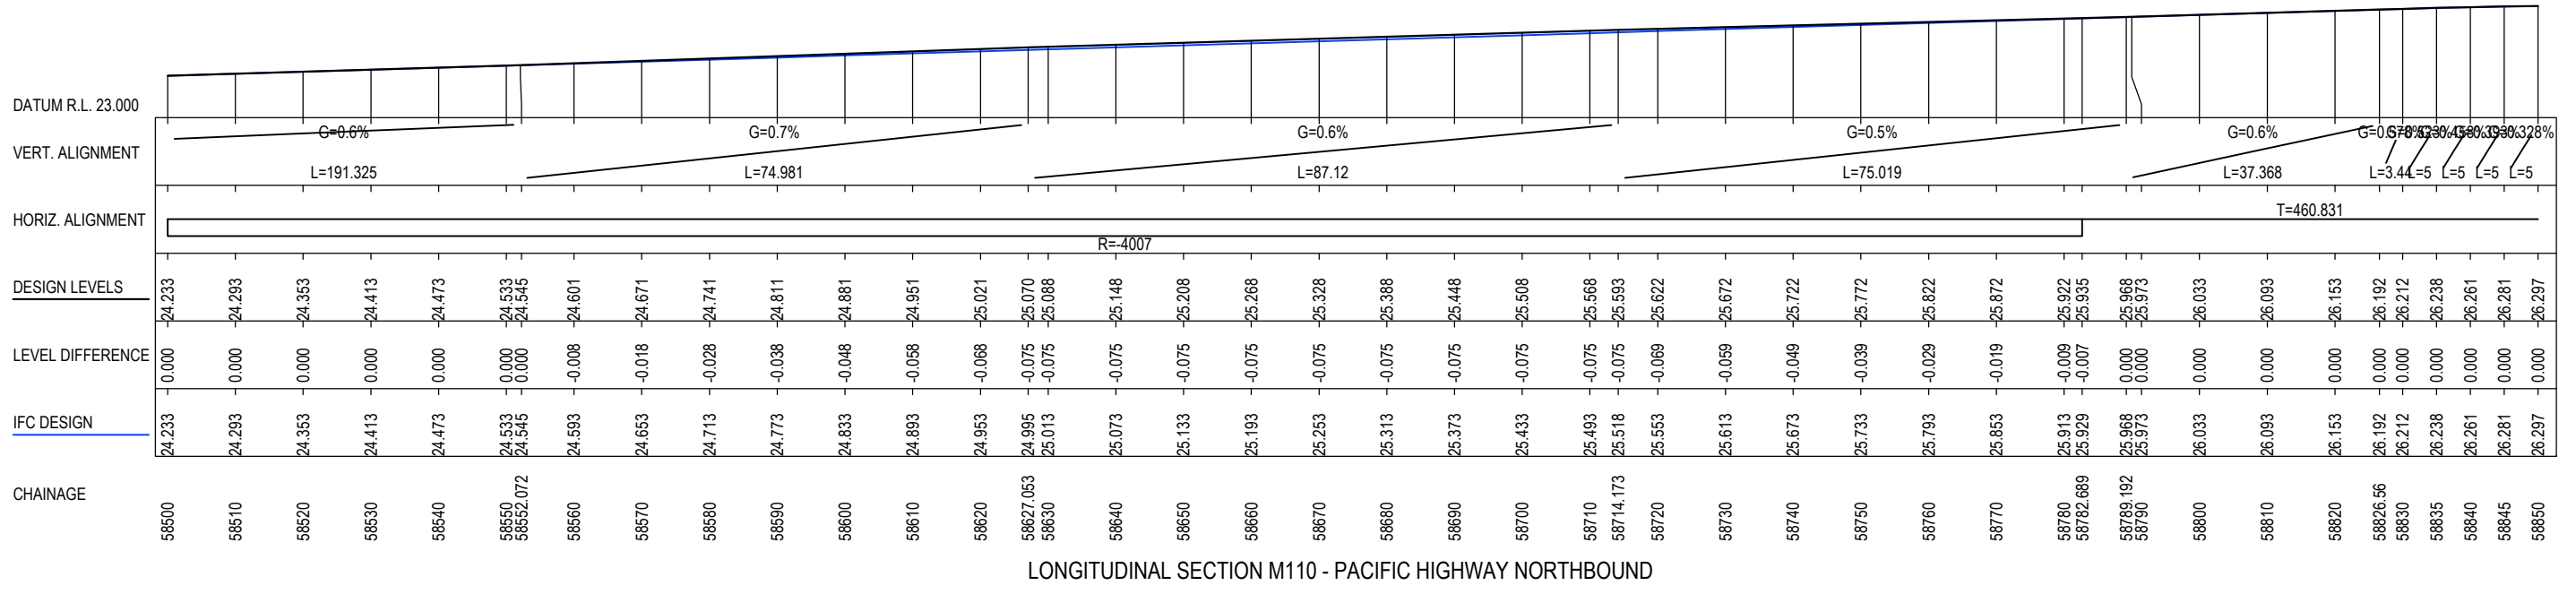 DATUM R.L. 23.000
VERT. ALIGNMENT
G=0.6% G=0.7% G=0.6% G=0.5% G=0.6%
L=191.325 L=74.981 L=87.12 L=75.019 L=37.368 L=3.44 L=5 L=5 L=5 L=5
HORIZ. ALIGNMENT
T=460.831
R=-4007
DESIGN LEVELS 24.233 24.293 24.353 24.413 24.473 24.533 24.545 24.601 24.671 24.741 24.811 24.881 24.951 25.021 25.070 25.088 25.148 25.208 25.268 25.328 25.388 25.448 25.508 25.568 25.593 25.622 25.672 25.722 25.772 25.822 25.872 25.922 25.935 25.968 25.973 26.033 26.093 26.153 26.192 26.212 26.238 26.261 26.281 26.297
LEVEL DIFFERENCE 0.000 0.000 0.000 0.000 0.000 0.000 0.000 -0.008 -0.018 -0.028 -0.038 -0.048 -0.058 -0.068 -0.075 -0.075 -0.075 -0.075 -0.075 -0.075 -0.075 -0.075 -0.075 -0.075 -0.075 -0.069 -0.059 -0.049 -0.039 -0.029 -0.019 -0.009 -0.007 0.000 0.000 0.000 0.000 0.000 0.000 0.000 0.000 0.000 0.000 0.000
IFC DESIGN 24.233 24.293 24.353 24.413 24.473 24.533 24.545 24.593 24.653 24.713 24.773 24.833 24.893 24.953 24.995 25.013 25.073 25.133 25.193 25.253 25.313 25.373 25.433 25.493 25.518 25.553 25.613 25.673 25.733 25.793 25.853 25.913 25.929 25.968 25.973 26.033 26.093 26.153 26.192 26.212 26.238 26.261 26.281 26.297
CHAINAGE 58500 58510 58520 58530 58540 58550 58552.072 58560 58570 58580 58590 58600 58610 58620 58627.053 58630 58640 58650 58660 58670 58680 58690 58700 58710 58714.173 58720 58730 58740 58750 58760 58770 58780 58782.689 58789.192 58790 58800 58810 58820 58826.56 58830 58835 58840 58845 58850
LONGITUDINAL SECTION M110 - PACIFIC HIGHWAY NORTHBOUND